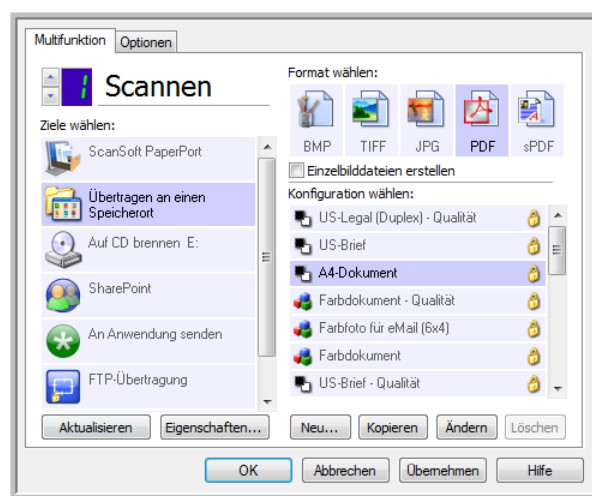 Multifunktion Optionen
1 Scannen
Ziele wählen:
ScanSoft PaperPort
Übertragen an einen
Speicherort
Auf CD brennen E:
SharePoint
An Anwendung senden
FTP-Übertragung
Aktualisieren Eigenschaften...
Format wählen:
BMP TIFF JPG PDF sPDF
Einzelbilddateien erstellen
Konfiguration wählen:
US-Legal (Duplex) - Qualität
US-Brief
A4-Dokument
Farbdokument - Qualität
Farbfoto für eMail (6x4)
Farbdokument
US-Brief - Qualität
Neu... Kopieren Ändern Löschen
OK Abbrechen Übernehmen Hilfe